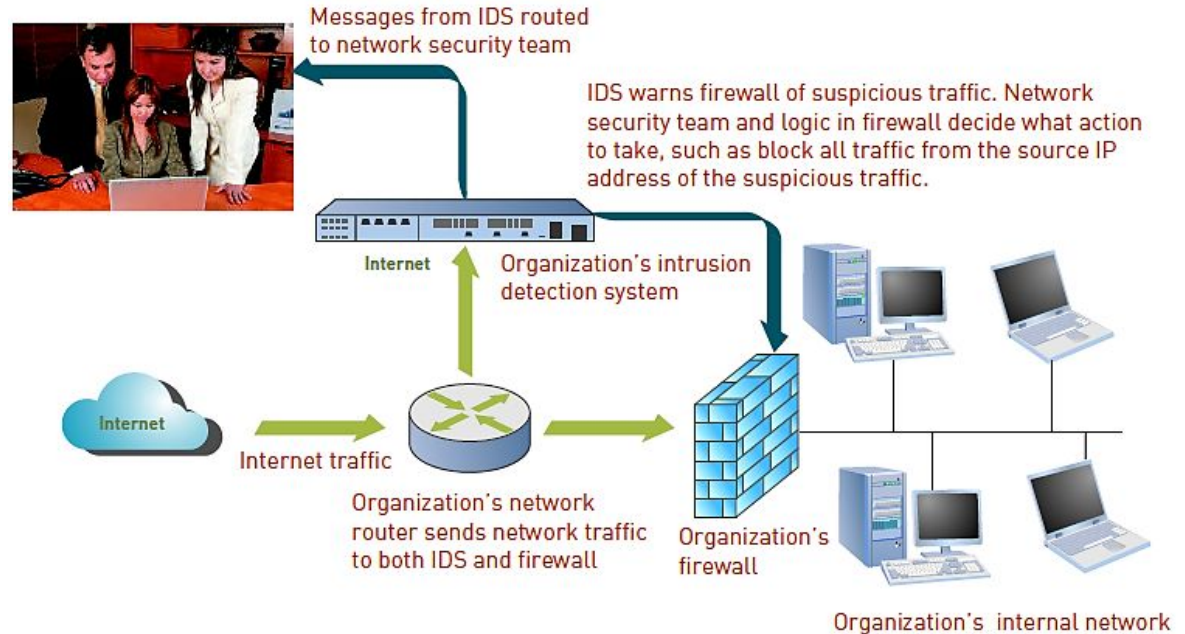 Messages from IDS routed
to network security team
IDS warns firewall of suspicious traffic. Network
security team and logic in firewall decide what action
to take, such as block all traffic from the source IP
address of the suspicious traffic.
Internet
Organization's intrusion
detection system
Internet
Internet traffic
Organization's network
router sends network traffic
to both IDS and firewall
Organization's
firewall
Organization's internal network